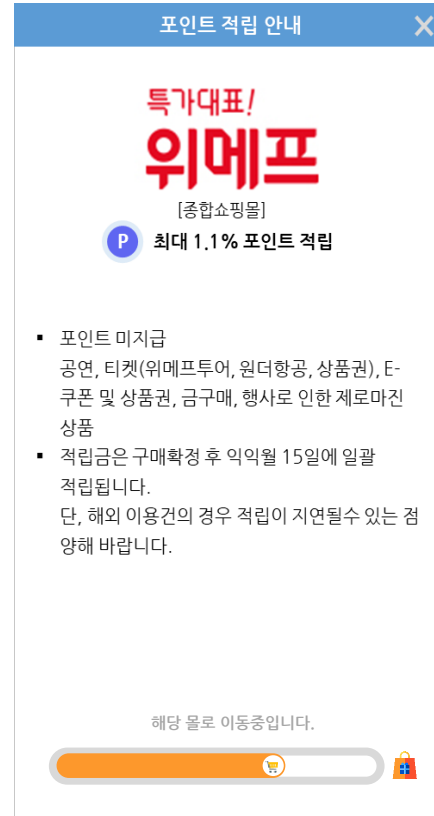 포인트 적립 안내
특가대표!
위메프
[종합쇼핑몰]
P 최대 1.1% 포인트 적립
▪ 포인트 미지급
공연, 티켓(위메프투어, 원더항공, 상품권), E-
쿠폰 및 상품권, 금구매, 행사로 인한 제로마진
상품
▪ 적립금은 구매확정 후 익익월 15일에 일괄
적립됩니다.
단, 해외 이용건의 경우 적립이 지연될수 있는 점
양해 바랍니다.
해당 몰로 이동중입니다.